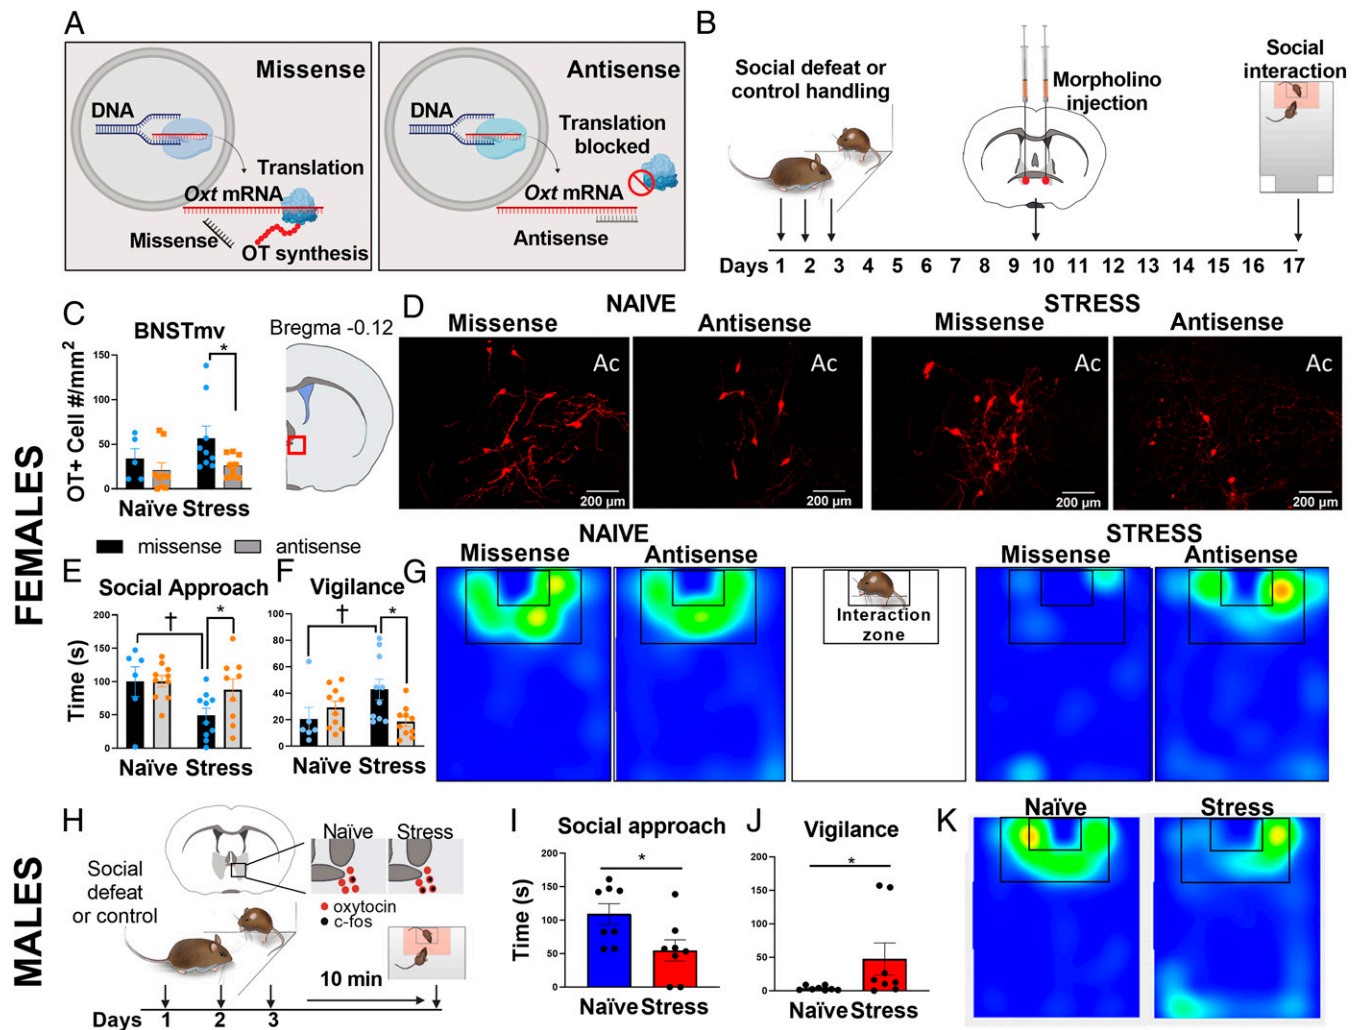 A
Missense
DNA
Translation
Oxt mRNA
Missense
OT synthesis
Antisense
DNA
Translation
blocked
Oxt mRNA
Antisense
B
Social defeat or
control handling
Morpholino
injection
Social
interaction
Days 1 2 3 4 5 6 7 8 9 10 11 12 13 14 15 16 17
FEMALES
C
BNSTmv
OT+ Cell #/mm2
150
100
50
0
*
Naïve Stress
Bregma -0.12
missense antisense
D
NAIVE STRESS
Missense Antisense Missense Antisense
Ac Ac Ac Ac
200 µm 200 µm 200 µm 200 µm
E
Social Approach
Time (s)
200
150
100
50
0
† *
Naïve Stress
F
Vigilance
100
80
60
40
20
0
† *
Naïve Stress
G
NAIVE STRESS
Missense Antisense Missense Antisense
Interaction
zone
MALES
H
Social
defeat
or control
Naïve Stress
oxytocin
c-fos
10 min
Days 1 2 3
I
Social approach
Time (s)
200
150
100
50
0
*
Naïve Stress
J
Vigilance
200
150
100
50
0
*
Naïve Stress
K
Naïve Stress